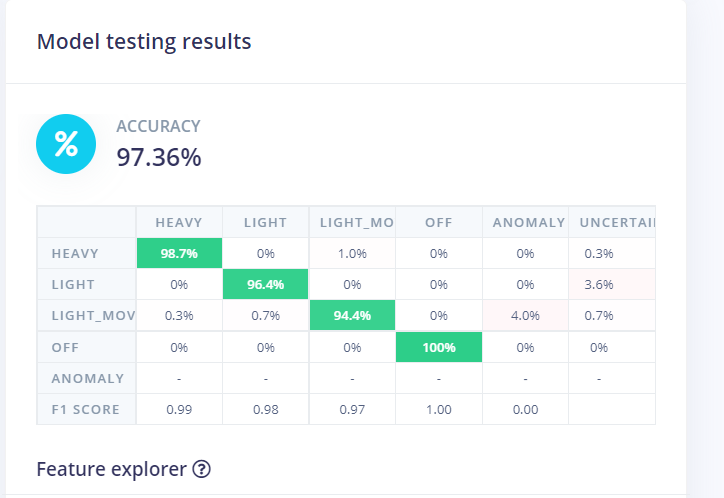 Model testing results
% ACCURACY
97.36%
HEAVY LIGHT LIGHT_MO OFF ANOMALY UNCERTAI
HEAVY 98.7% 0% 1.0% 0% 0% 0.3%
LIGHT 0% 96.4% 0% 0% 0% 3.6%
LIGHT_MOV 0.3% 0.7% 94.4% 0% 4.0% 0.7%
OFF 0% 0% 0% 100% 0% 0%
ANOMALY - - - - - -
F1 SCORE 0.99 0.98 0.97 1.00 0.00
Feature explorer ?